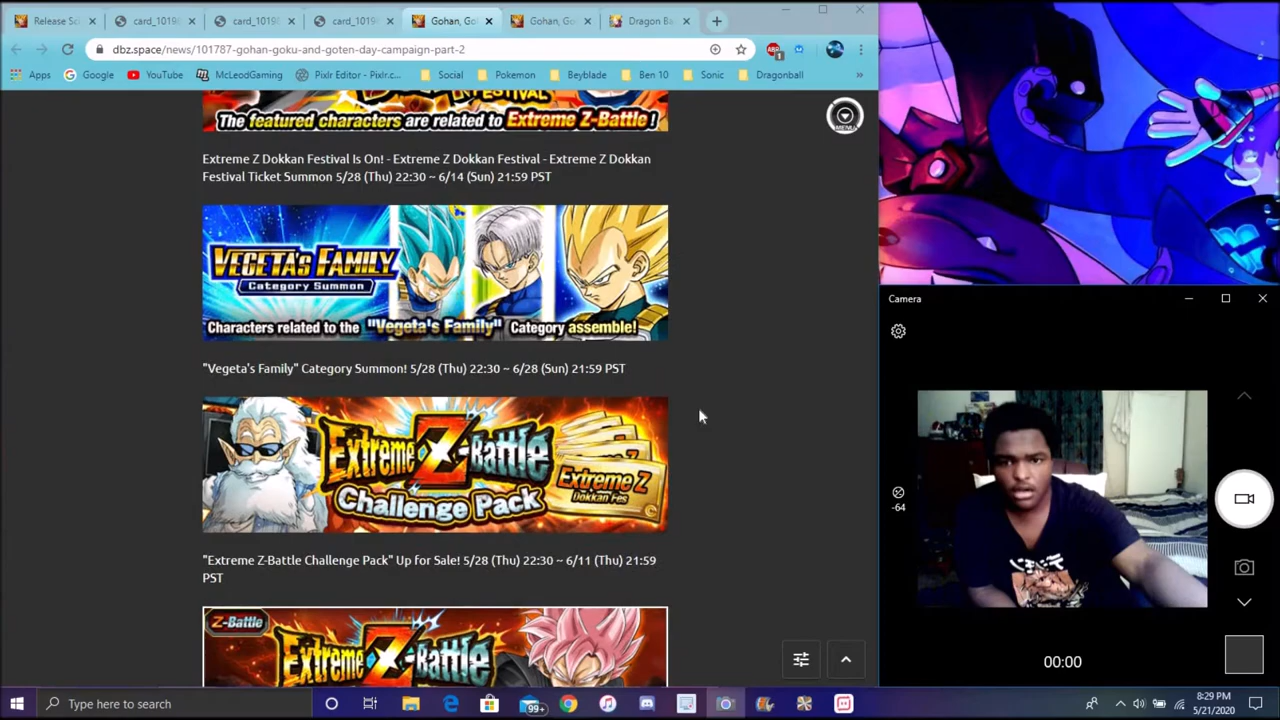 Release Sc
card_10198
card_10198
card_10198
Gohan, Go
Gohan, Go
Dragon Ba
dbz.space/news/101787-gohan-goku-and-goten-day-campaign-part-2
Apps
Google
YouTube
McLeodGaming
Pixlr Editor - Pixlr.c...
Social
Pokemon
Beyblade
Ben 10
Sonic
Dragonball
»
The featured characters are related to Extreme Z-Battle!
MENU
Extreme Z Dokkan Festival Is On! - Extreme Z Dokkan Festival - Extreme Z Dokkan
Festival Ticket Summon 5/28 (Thu) 22:30 ~ 6/14 (Sun) 21:59 PST
VEGETA'S FAMILY
Category Summon
Characters related to the "Vegeta's Family" Category assemble!
"Vegeta's Family" Category Summon! 5/28 (Thu) 22:30 ~ 6/28 (Sun) 21:59 PST
Extreme Z-Battle
Challenge Pack
Extreme Z
Dokkan Fes
"Extreme Z-Battle Challenge Pack" Up for Sale! 5/28 (Thu) 22:30 ~ 6/11 (Thu) 21:59
PST
Z-Battle
Extreme Z-Battle
Camera
-64
00:00
Type here to search
99+
8:29 PM
5/21/2020